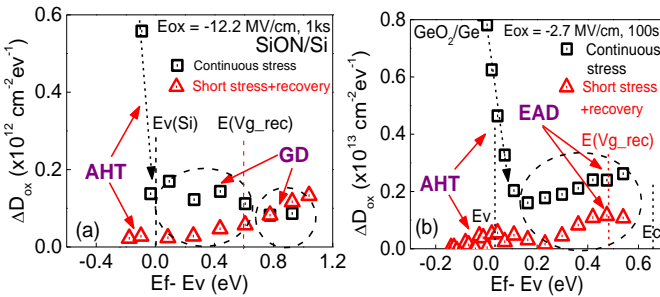 Eox = -12.2 MV/cm, 1ks
SiON/Si
Continuous stress
Short stress+recovery
Ev(Si)
E(Vg_rec)
AHT
GD
(a)
0.6
0.4
0.2
0.0
-0.4
0.0
0.4
0.8
1.2
ΔDox (x10^12 cm^-2 ev^-1)
Ef- Ev (eV)
GeO2/Ge
Eox = -2.7 MV/cm, 100s
Continuous
stress
Short stress
+recovery
EAD
E(Vg_rec)
AHT
Ev
Ec
(b)
0.8
0.6
0.4
0.2
0.0
-0.2
0.0
0.2
0.4
0.6
ΔDox (x10^13 cm^-2 ev^-1)
Ef- Ev (eV)